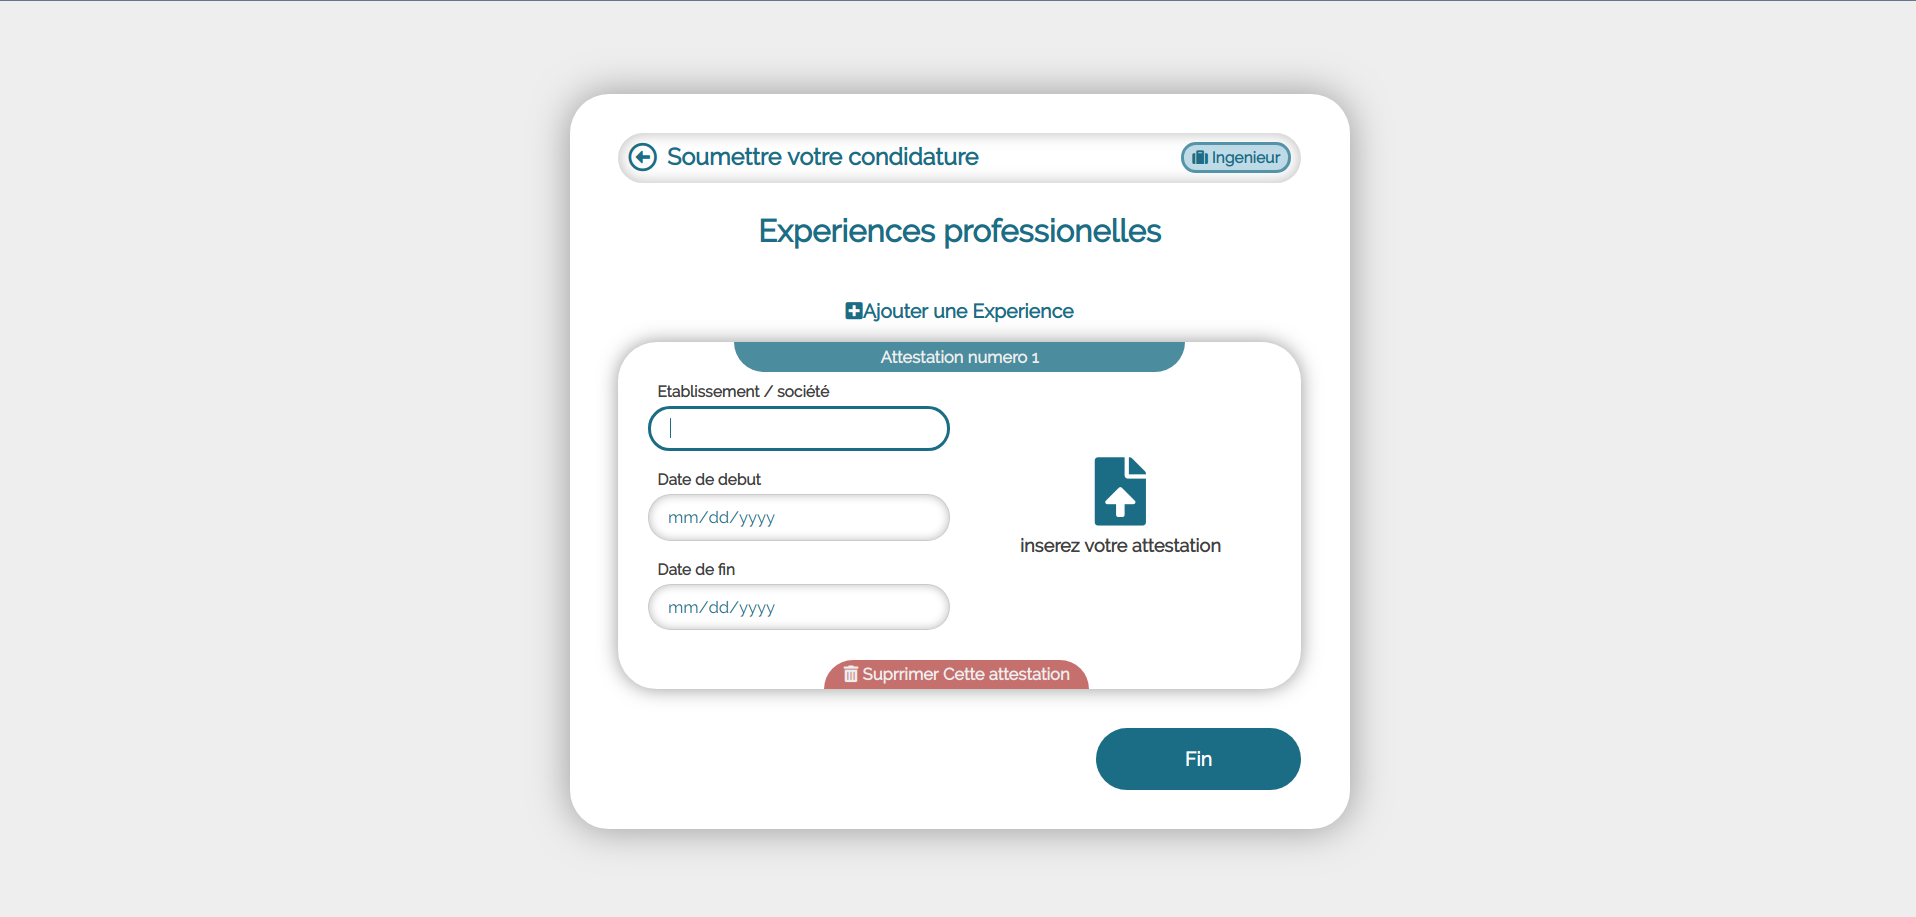 Soumettre votre condidature
Ingenieur
Experiences professionelles
Ajouter une Experience
Attestation numero 1
Etablissement / société
Date de debut
mm/dd/yyyy
Date de fin
mm/dd/yyyy
inserez votre attestation
Suprrimer Cette attestation
Fin